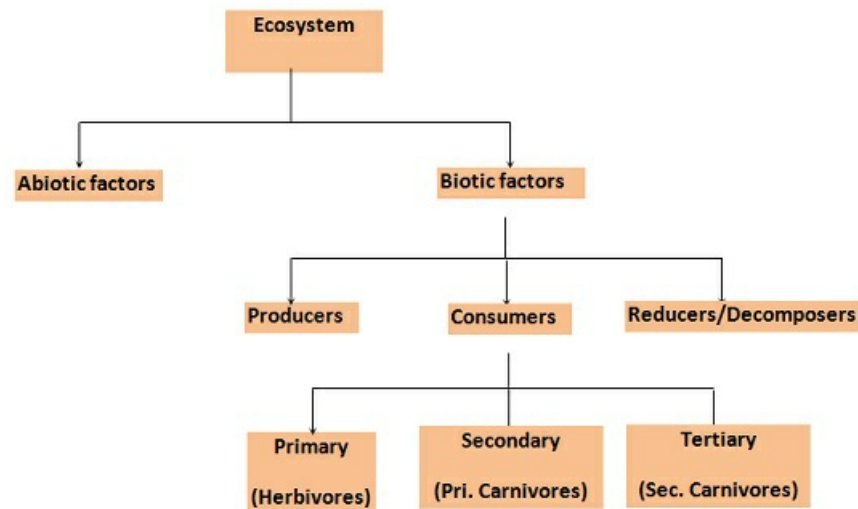 Ecosystem
Abiotic factors
Biotic factors
Producers
Consumers
Reducers/Decomposers
Primary
(Herbivores)
Secondary
(Pri. Carnivores)
Tertiary
(Sec. Carnivores)